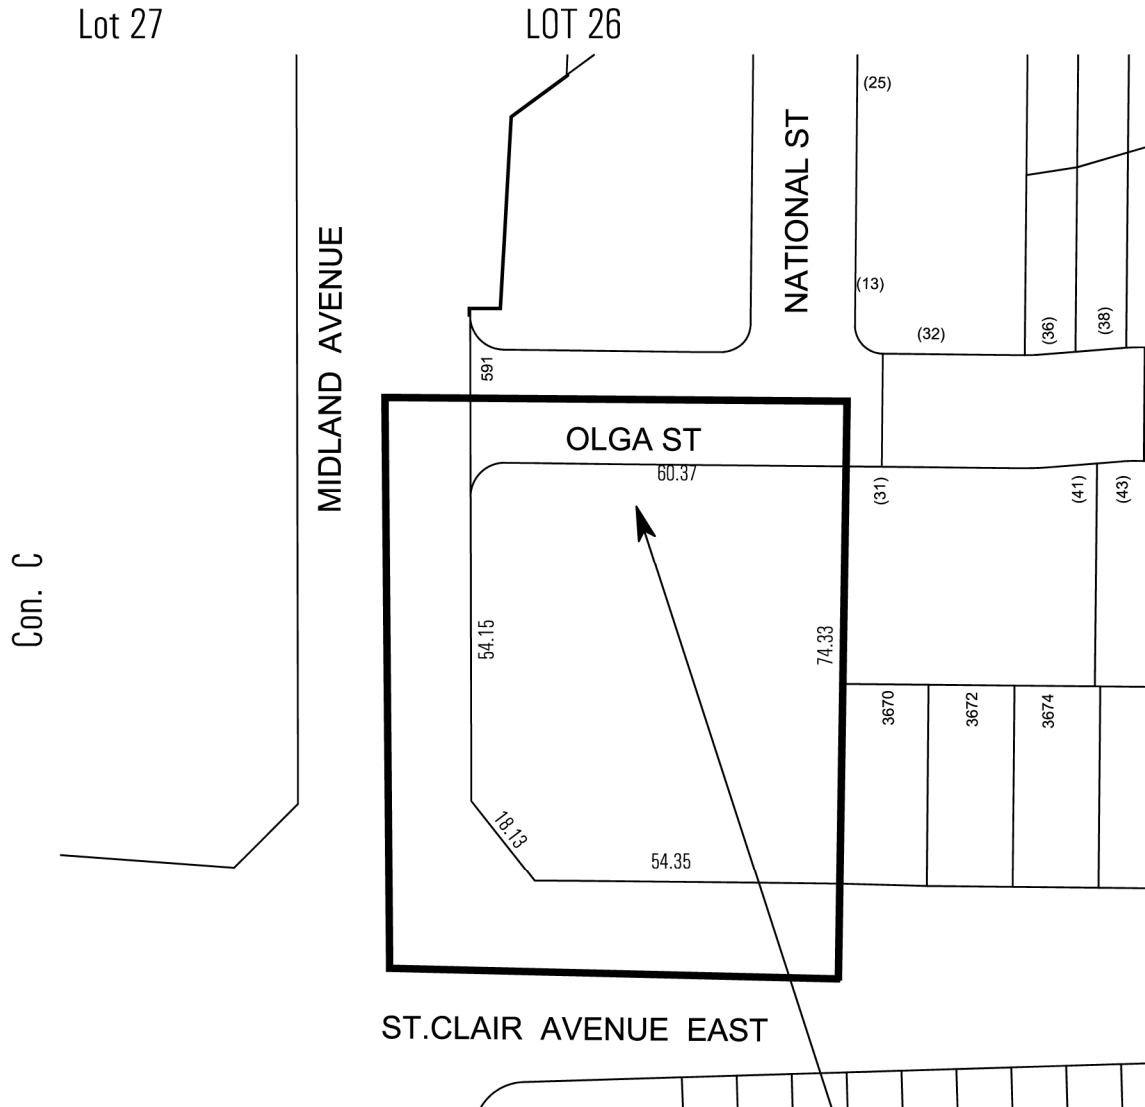 Lot 27
LOT 26
(25)
NATIONAL ST
MIDLAND AVENUE
(13)
(32)
(36)
(38)
591
OLGA ST
60.37
(31)
(41)
(43)
Con. C
54.15
74.33
3670
3672
3674
18.13
54.35
ST.CLAIR AVENUE EAST